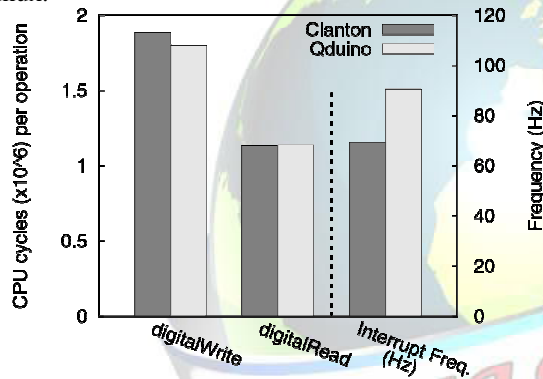 CPU cycles (x10^6) per operation
2
1.5
1
0.5
0
Clanton
Qduino
120
100
80
60
40
20
0
Frequency (Hz)
digitalWrite
digitalRead
Interrupt Freq.
(Hz)